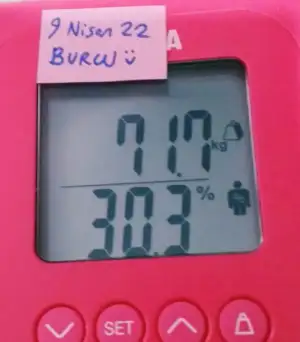 9 Nisan 22
BURCU
A
71.7 kg
30.3 %
SET